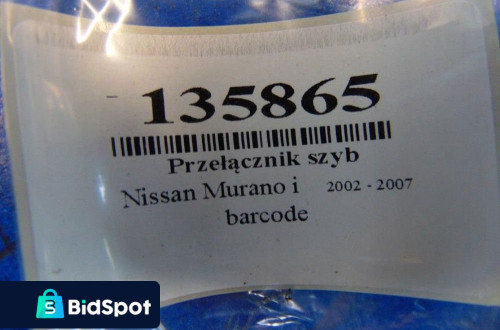 135865
Przełącznik szyb
Nissan Murano i 2002 - 2007
barcode
S
BidSpot